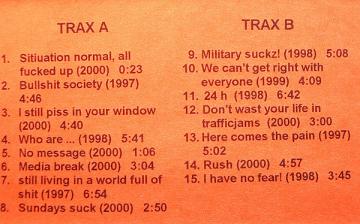 TRAX A
1. Sitiuation normal, all
fucked up (2000) 0:23
2. Bullshit society (1997)
4:46
3. I still piss in your window
(2000) 4:40
4. Who are ... (1998) 5:41
5. No message (2000) 1:06
6. Media break (2000) 3:04
7. still living in a world full of
shit (1997) 6:54
8. Sundays suck (2000) 2:50
TRAX B
9. Military suckz! (1998) 5:08
10. We can't get right with
everyone (1999) 4:09
11. 24 h (1998) 6:42
12. Don't wast your life in
trafficjams (2000) 3:00
13. Here comes the pain (1997)
5:02
14. Rush (2000) 4:57
15. I have no fear! (1998) 3:45